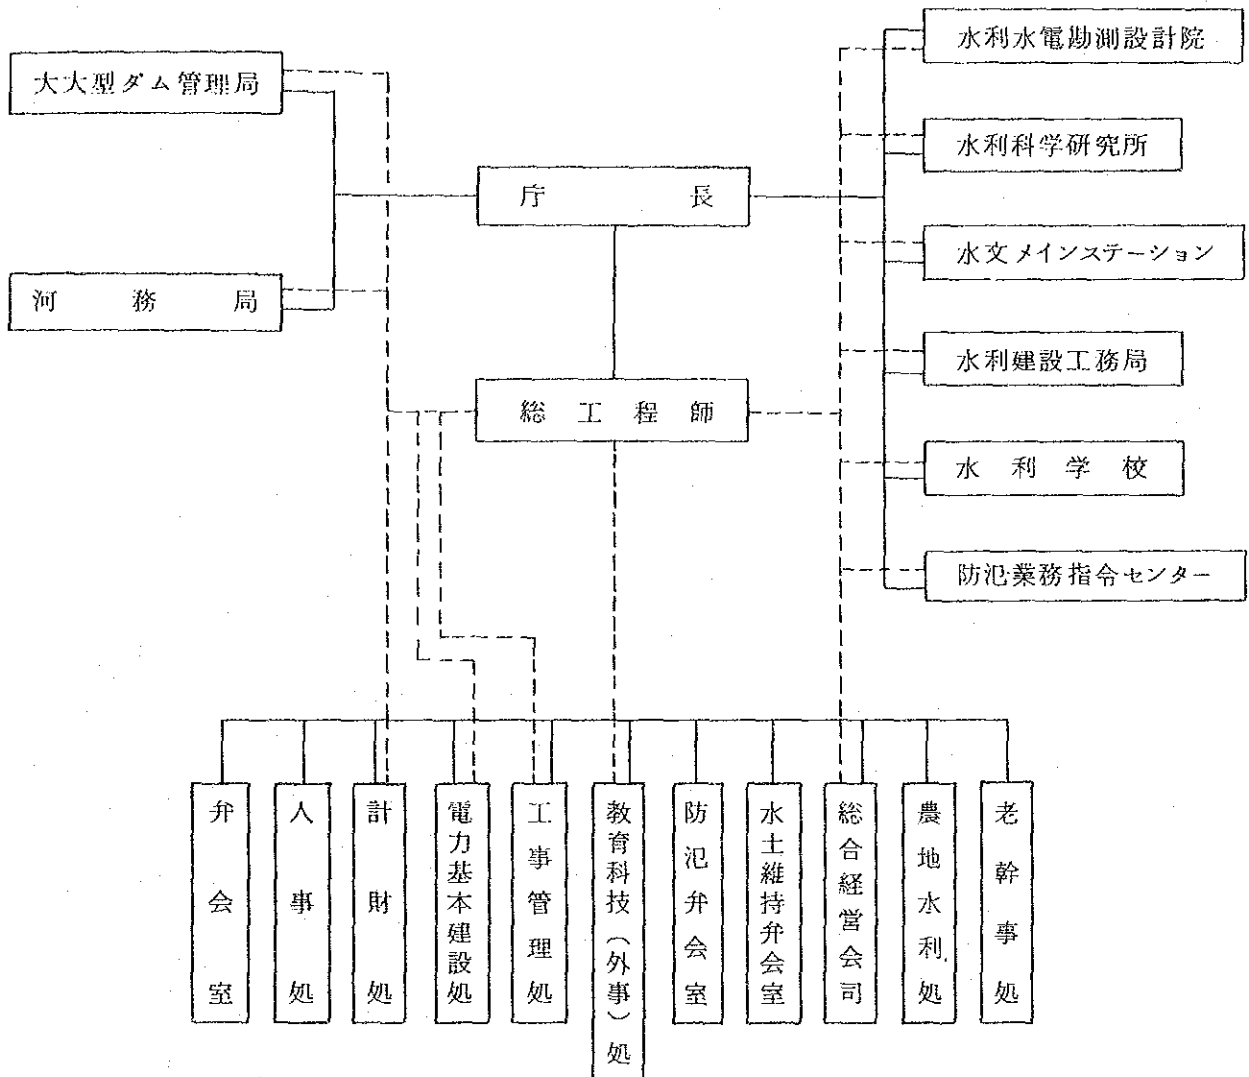 大大型ダム管理局
河務局
庁長
総工程師
水利水電勘測設計院
水利科学研究所
水文メインステーション
水利建設工務局
水利学校
防氾業務指令センター
弁会室
人事処
計財処
電力基本建設処
工事管理処
教育科技(外事)処
防氾弁会室
水土維持弁会室
総合経営会司
農地水利処
老幹事処